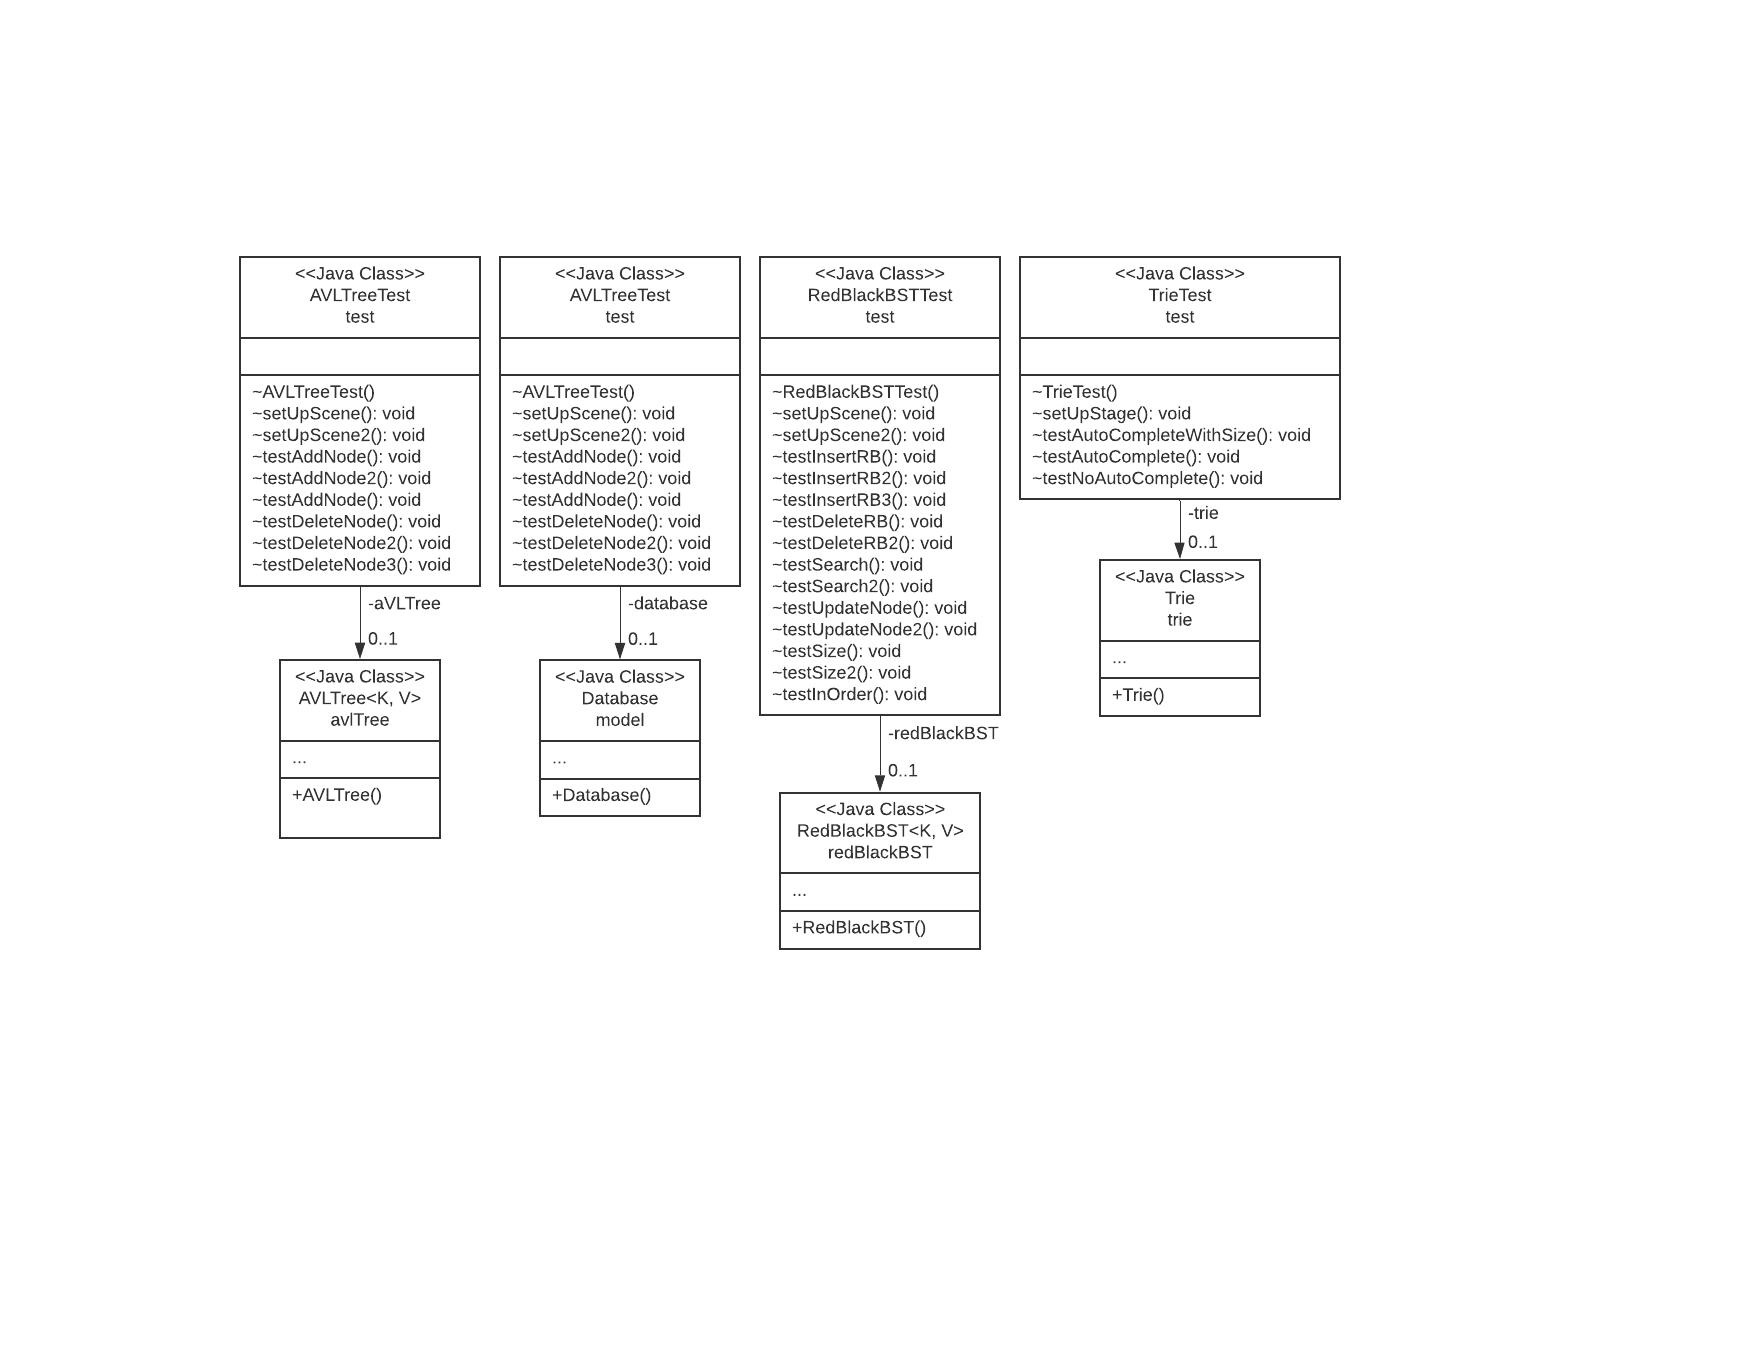 <<Java Class>>
AVLTreeTest
test
~AVLTreeTest()
~setUpScene(): void
~setUpScene2(): void
~testAddNode(): void
~testAddNode2(): void
~testAddNode(): void
~testDeleteNode(): void
~testDeleteNode2(): void
~testDeleteNode3(): void
-aVLTree
0..1
<<Java Class>>
AVLTree<K, V>
avlTree
...
+AVLTree()
<<Java Class>>
AVLTreeTest
test
~AVLTreeTest()
~setUpScene(): void
~setUpScene2(): void
~testAddNode(): void
~testAddNode2(): void
~testAddNode(): void
~testDeleteNode(): void
~testDeleteNode2(): void
~testDeleteNode3(): void
-database
0..1
<<Java Class>>
Database
model
...
+Database()
<<Java Class>>
RedBlackBSTTest
test
~RedBlackBSTTest()
~setUpScene(): void
~setUpScene2(): void
~testInsertRB(): void
~testInsertRB2(): void
~testInsertRB3(): void
~testDeleteRB(): void
~testDeleteRB2(): void
~testSearch(): void
~testSearch2(): void
~testUpdateNode(): void
~testUpdateNode2(): void
~testSize(): void
~testSize2(): void
~testInOrder(): void
-redBlackBST
0..1
<<Java Class>>
RedBlackBST<K, V>
redBlackBST
...
+RedBlackBST()
<<Java Class>>
TrieTest
test
~TrieTest()
~setUpStage(): void
~testAutoCompleteWithSize(): void
~testAutoComplete(): void
~testNoAutoComplete(): void
-trie
0..1
<<Java Class>>
Trie
trie
...
+Trie()